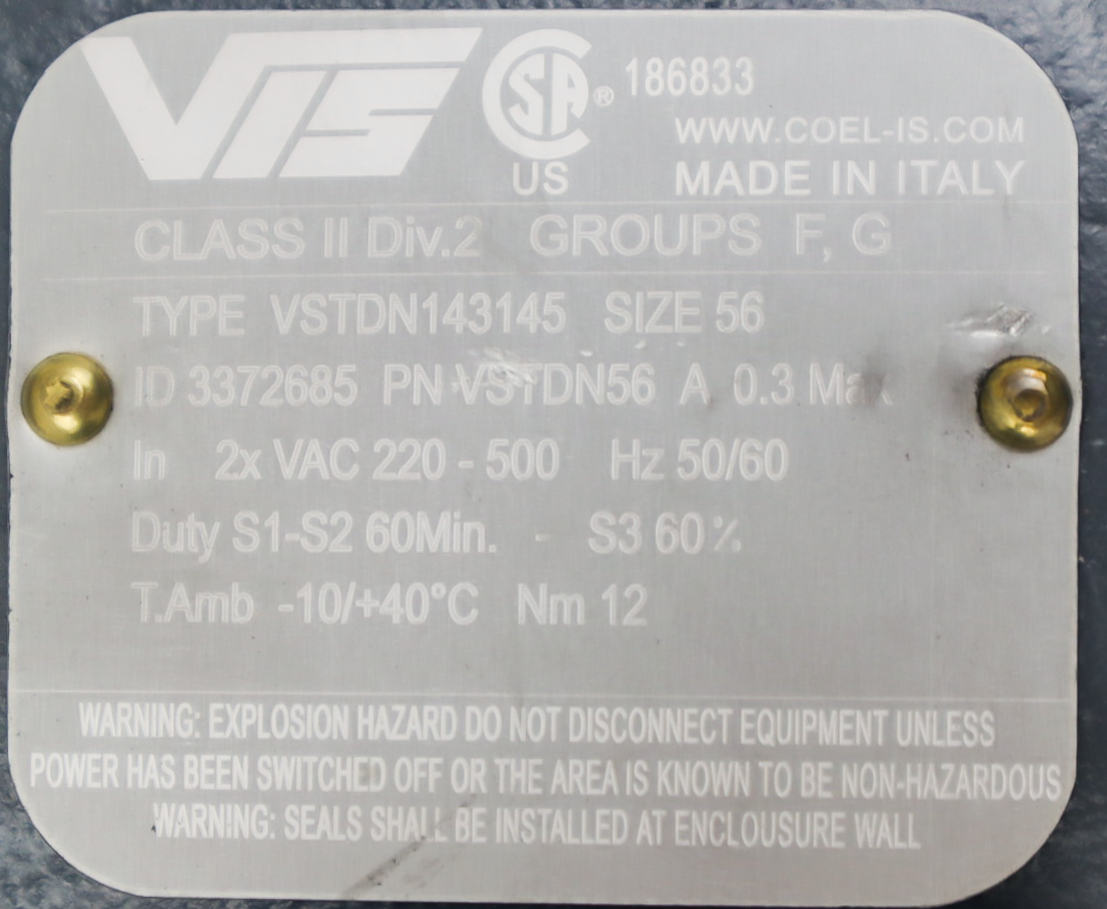 VIS CSA® US 186833
WWW.COEL-IS.COM
MADE IN ITALY
CLASS II Div.2 GROUPS F, G
TYPE VSTDN143145 SIZE 56
ID 3372685 PN VSTDN56 A 0.3 Max
In 2x VAC 220 - 500 Hz 50/60
Duty S1-S2 60Min. - S3 60%
T.Amb -10/+40°C Nm 12
WARNING: EXPLOSION HAZARD DO NOT DISCONNECT EQUIPMENT UNLESS
POWER HAS BEEN SWITCHED OFF OR THE AREA IS KNOWN TO BE NON-HAZARDOUS
WARNING: SEALS SHALL BE INSTALLED AT ENCLOUSURE WALL